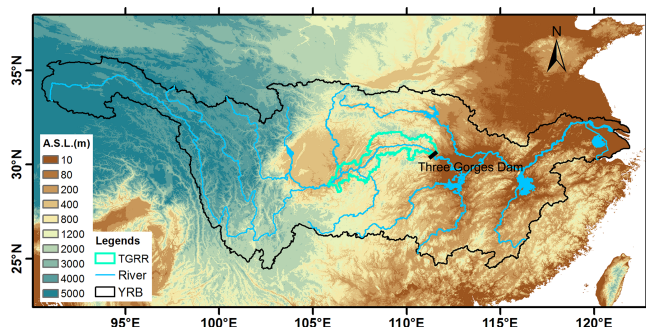 N
35°N
30°N
25°N
A.S.L.(m)
10
80
200
400
800
1200
2000
3000
4000
5000
Legends
TGRR
River
YRB
Three Gorges Dam
95°E
100°E
105°E
110°E
115°E
120°E